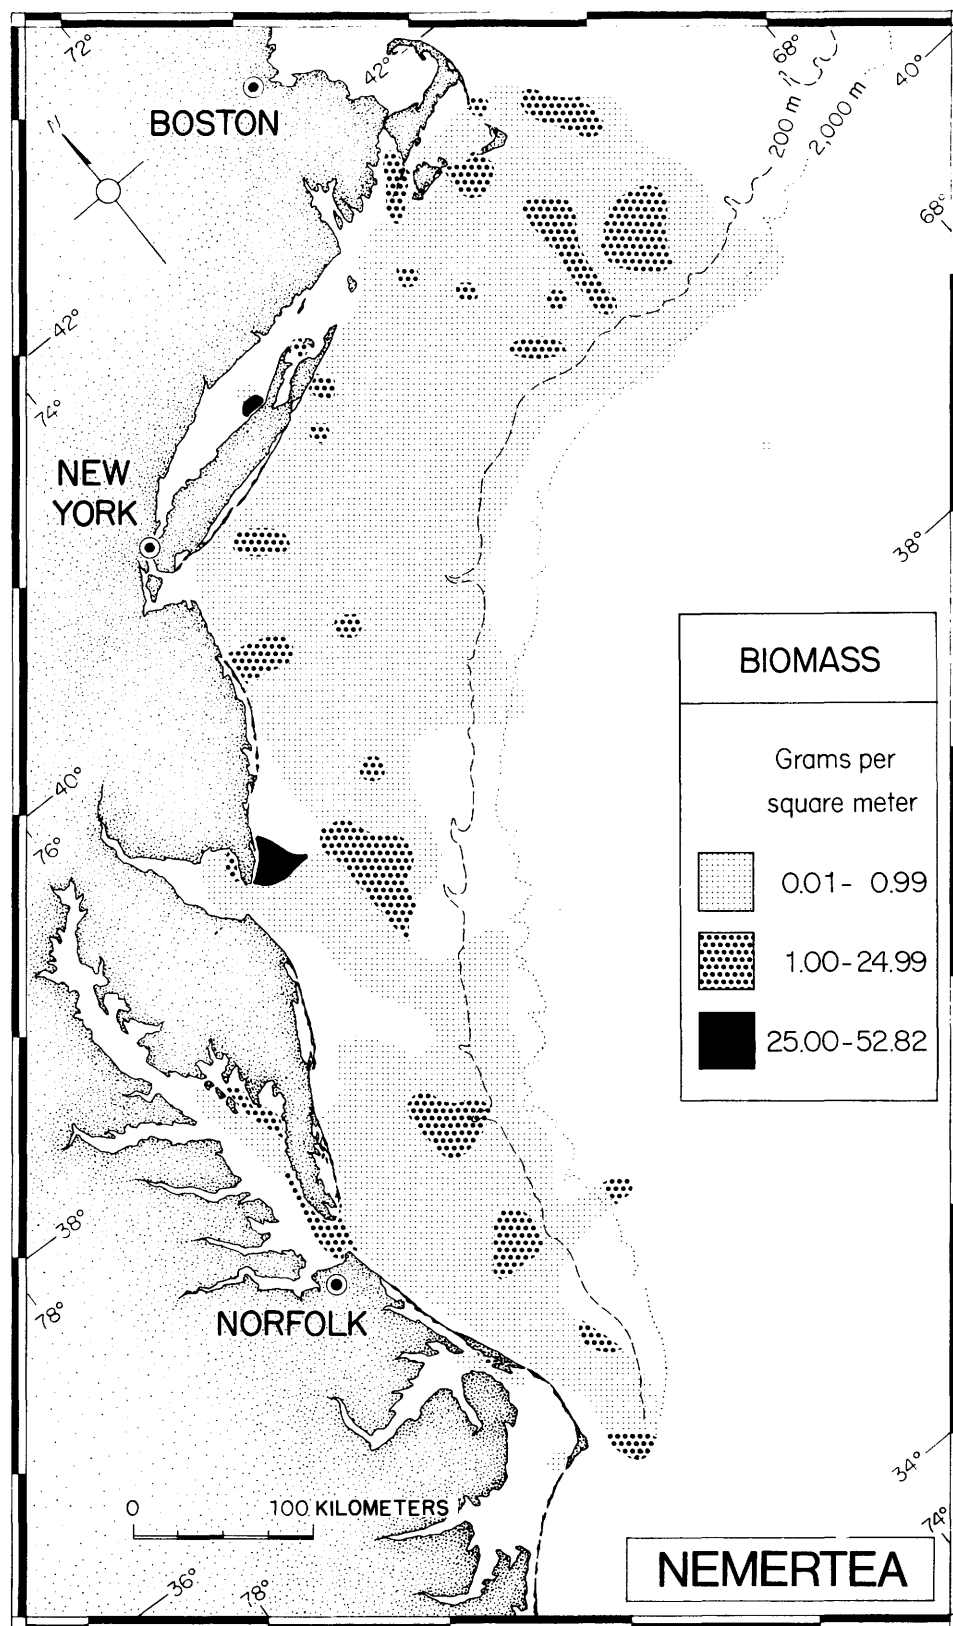 72°
42°
68°
40°
BOSTON
N
200 m
2,000 m
68°
42°
74°
NEW
YORK
38°
BIOMASS
Grams per
square meter
0.01- 0.99
1.00-24.99
25.00-52.82
40°
76°
38°
78°
NORFOLK
34°
74°
0 100 KILOMETERS
36°
78°
NEMERTEA